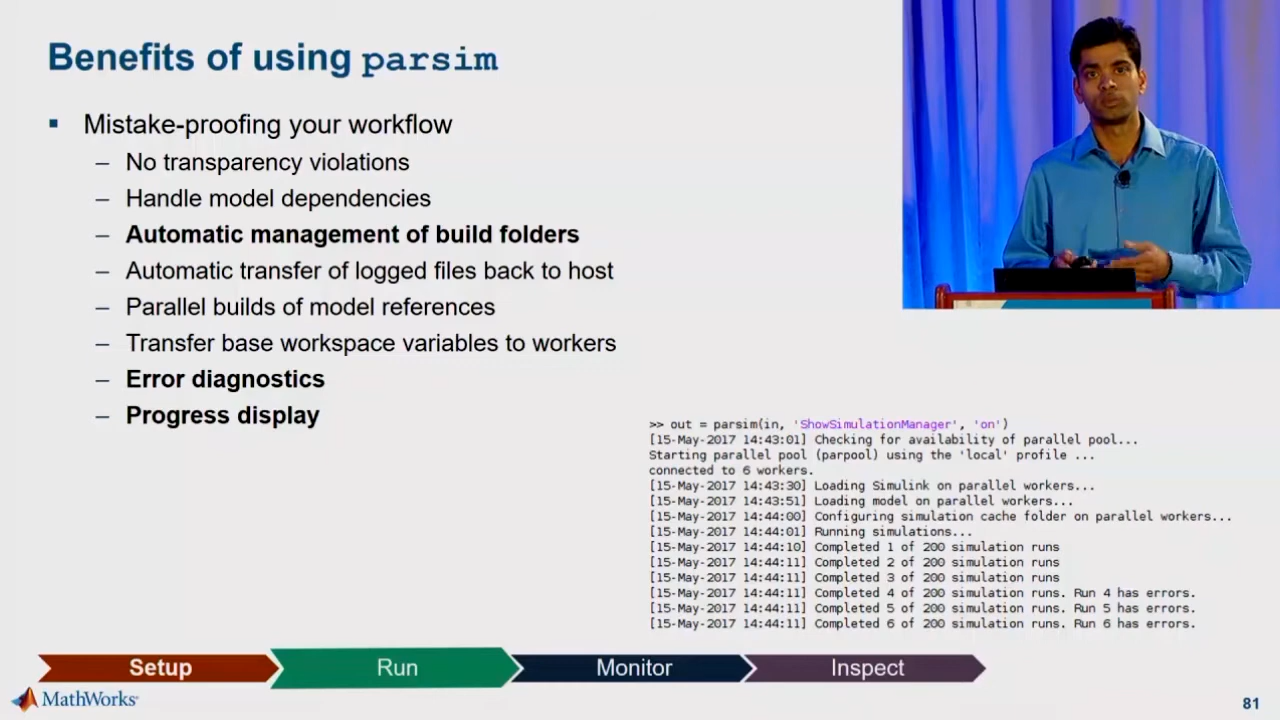 Benefits of using parsim
▪ Mistake-proofing your workflow
– No transparency violations
– Handle model dependencies
– Automatic management of build folders
– Automatic transfer of logged files back to host
– Parallel builds of model references
– Transfer base workspace variables to workers
– Error diagnostics
– Progress display
>> out = parsim(in, 'ShowSimulationManager', 'on')
[15-May-2017 14:43:01] Checking for availability of parallel pool...
Starting parallel pool (parpool) using the 'local' profile ...
connected to 6 workers.
[15-May-2017 14:43:30] Loading Simulink on parallel workers...
[15-May-2017 14:43:51] Loading model on parallel workers...
[15-May-2017 14:44:00] Configuring simulation cache folder on parallel workers...
[15-May-2017 14:44:01] Running simulations...
[15-May-2017 14:44:10] Completed 1 of 200 simulation runs
[15-May-2017 14:44:11] Completed 2 of 200 simulation runs
[15-May-2017 14:44:11] Completed 3 of 200 simulation runs
[15-May-2017 14:44:11] Completed 4 of 200 simulation runs. Run 4 has errors.
[15-May-2017 14:44:11] Completed 5 of 200 simulation runs. Run 5 has errors.
[15-May-2017 14:44:11] Completed 6 of 200 simulation runs. Run 6 has errors.
Setup
Run
Monitor
Inspect
MathWorks
81